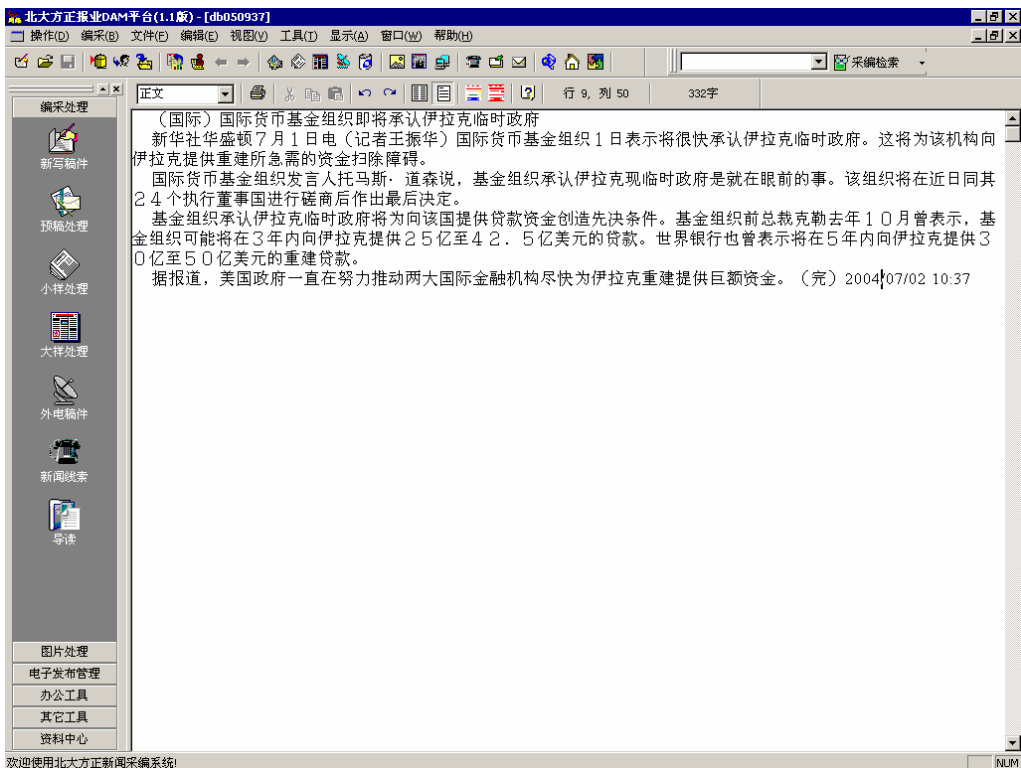 北大方正报业DAM平台(1.1版) - [db050937]
操作(D) 编采(B) 文件(F) 编辑(E) 视图(V) 工具(T) 显示(A) 窗口(W) 帮助(H)
采编检索
编采处理
正文
行 9, 列 50
332字
新写稿件
预稿处理
小样处理
大样处理
外电稿件
新闻线索
导读
图片处理
电子发布管理
办公工具
其它工具
资料中心
（国际）国际货币基金组织即将承认伊拉克临时政府
新华社华盛顿７月１日电（记者王振华）国际货币基金组织１日表示将很快承认伊拉克临时政府。这将为该机构向
伊拉克提供重建所急需的资金扫除障碍。
国际货币基金组织发言人托马斯·道森说，基金组织承认伊拉克现临时政府是就在眼前的事。该组织将在近日同其
２４个执行董事国进行磋商后作出最后决定。
基金组织承认伊拉克临时政府将为向该国提供贷款资金创造先决条件。基金组织前总裁克勒去年１０月曾表示，基
金组织可能将在３年内向伊拉克提供２５亿至４２．５亿美元的贷款。世界银行也曾表示将在５年内向伊拉克提供３
０亿至５０亿美元的重建贷款。
据报道，美国政府一直在努力推动两大国际金融机构尽快为伊拉克重建提供巨额资金。（完）2004/07/02 10:37
欢迎使用北大方正新闻采编系统!
NUM